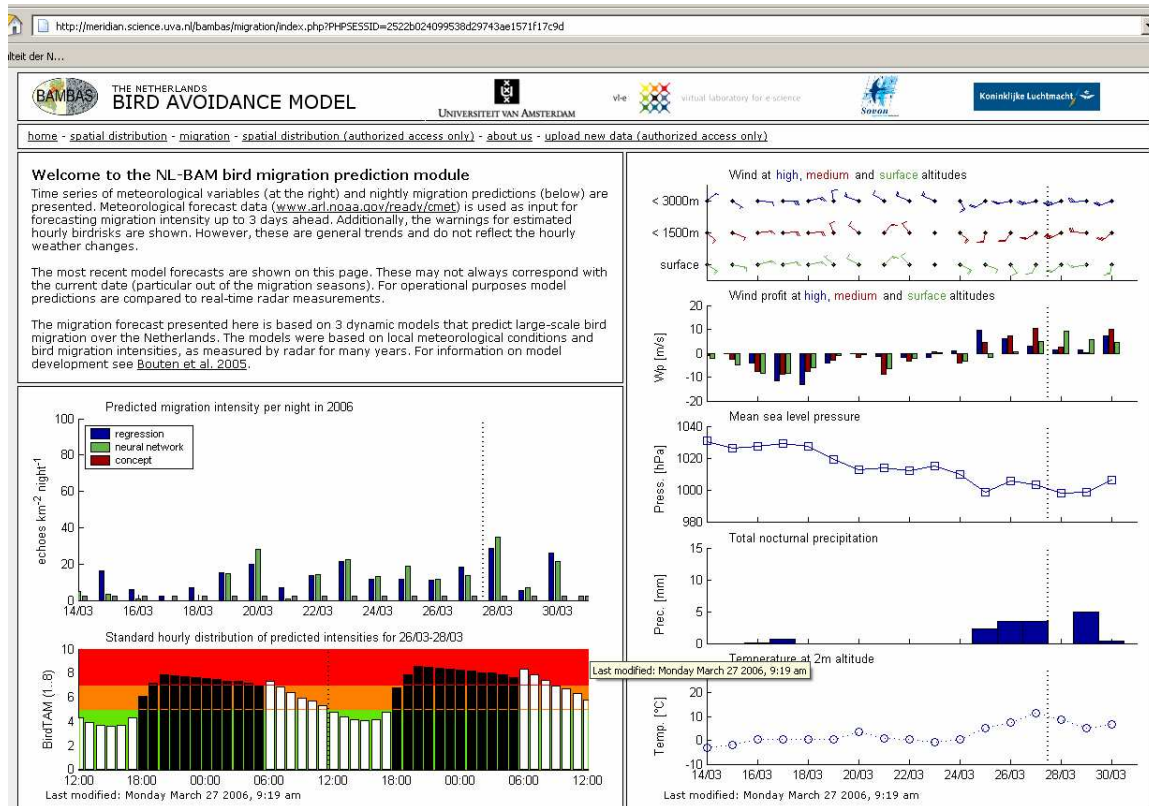 http://meridian.science.uva.nl/bambas/migration/index.php?PHPSESSID=2522b024099538d29743ae1571f17c9d
lteit der N...
BAMBAS
THE NETHERLANDS
BIRD AVOIDANCE MODEL
UNIVERSITEIT VAN AMSTERDAM
vl-e
virtual laboratory for e-science
Sovon
Koninklijke Luchtmacht
home - spatial distribution - migration - spatial distribution (authorized access only) - about us - upload new data (authorized access only)
Welcome to the NL-BAM bird migration prediction module
Time series of meteorological variables (at the right) and nightly migration predictions (below) are
presented. Meteorological forecast data (www.arl.noaa.gov/ready/cmet) is used as input for
forecasting migration intensity up to 3 days ahead. Additionally, the warnings for estimated
hourly birdrisks are shown. However, these are general trends and do not reflect the hourly
weather changes.
The most recent model forecasts are shown on this page. These may not always correspond with
the current date (particular out of the migration seasons). For operational purposes model
predictions are compared to real-time radar measurements.
The migration forecast presented here is based on 3 dynamic models that predict large-scale bird
migration over the Netherlands. The models were based on local meteorological conditions and
bird migration intensities, as measured by radar for many years. For information on model
development see Bouten et al. 2005.
Predicted migration intensity per night in 2006
100
80
60
40
20
0
echoes km-2 night-1
regression
neural network
concept
14/03 16/03 18/03 20/03 22/03 24/03 26/03 28/03 30/03
Standard hourly distribution of predicted intensities for 26/03-28/03
10
8
6
4
2
0
BirdTAM (1..8)
12:00 18:00 00:00 06:00 12:00 18:00 00:00 06:00 12:00
Last modified: Monday March 27 2006, 9:19 am
Wind at high, medium and surface altitudes
< 3000m
< 1500m
surface
Wind profit at high, medium and surface altitudes
20
10
0
-10
-20
Wp [m/s]
Mean sea level pressure
1040
1020
1000
980
Press. [hPa]
Total nocturnal precipitation
15
10
5
0
Prec. [mm]
Last modified: Monday March 27 2006, 9:19 am
Temperature at 2m altitude
20
10
0
-10
Temp. [°C]
14/03 16/03 18/03 20/03 22/03 24/03 26/03 28/03 30/03
Last modified: Monday March 27 2006, 9:19 am